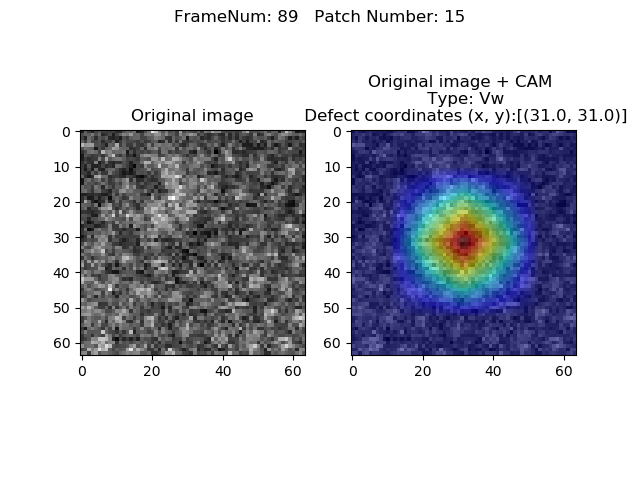 FrameNum: 89   Patch Number: 15
Original image
Original image + CAM
Type: Vw
Defect coordinates (x, y):[(31.0, 31.0)]
0
10
20
30
40
50
60
0 20 40 60
0
10
20
30
40
50
60
0 20 40 60